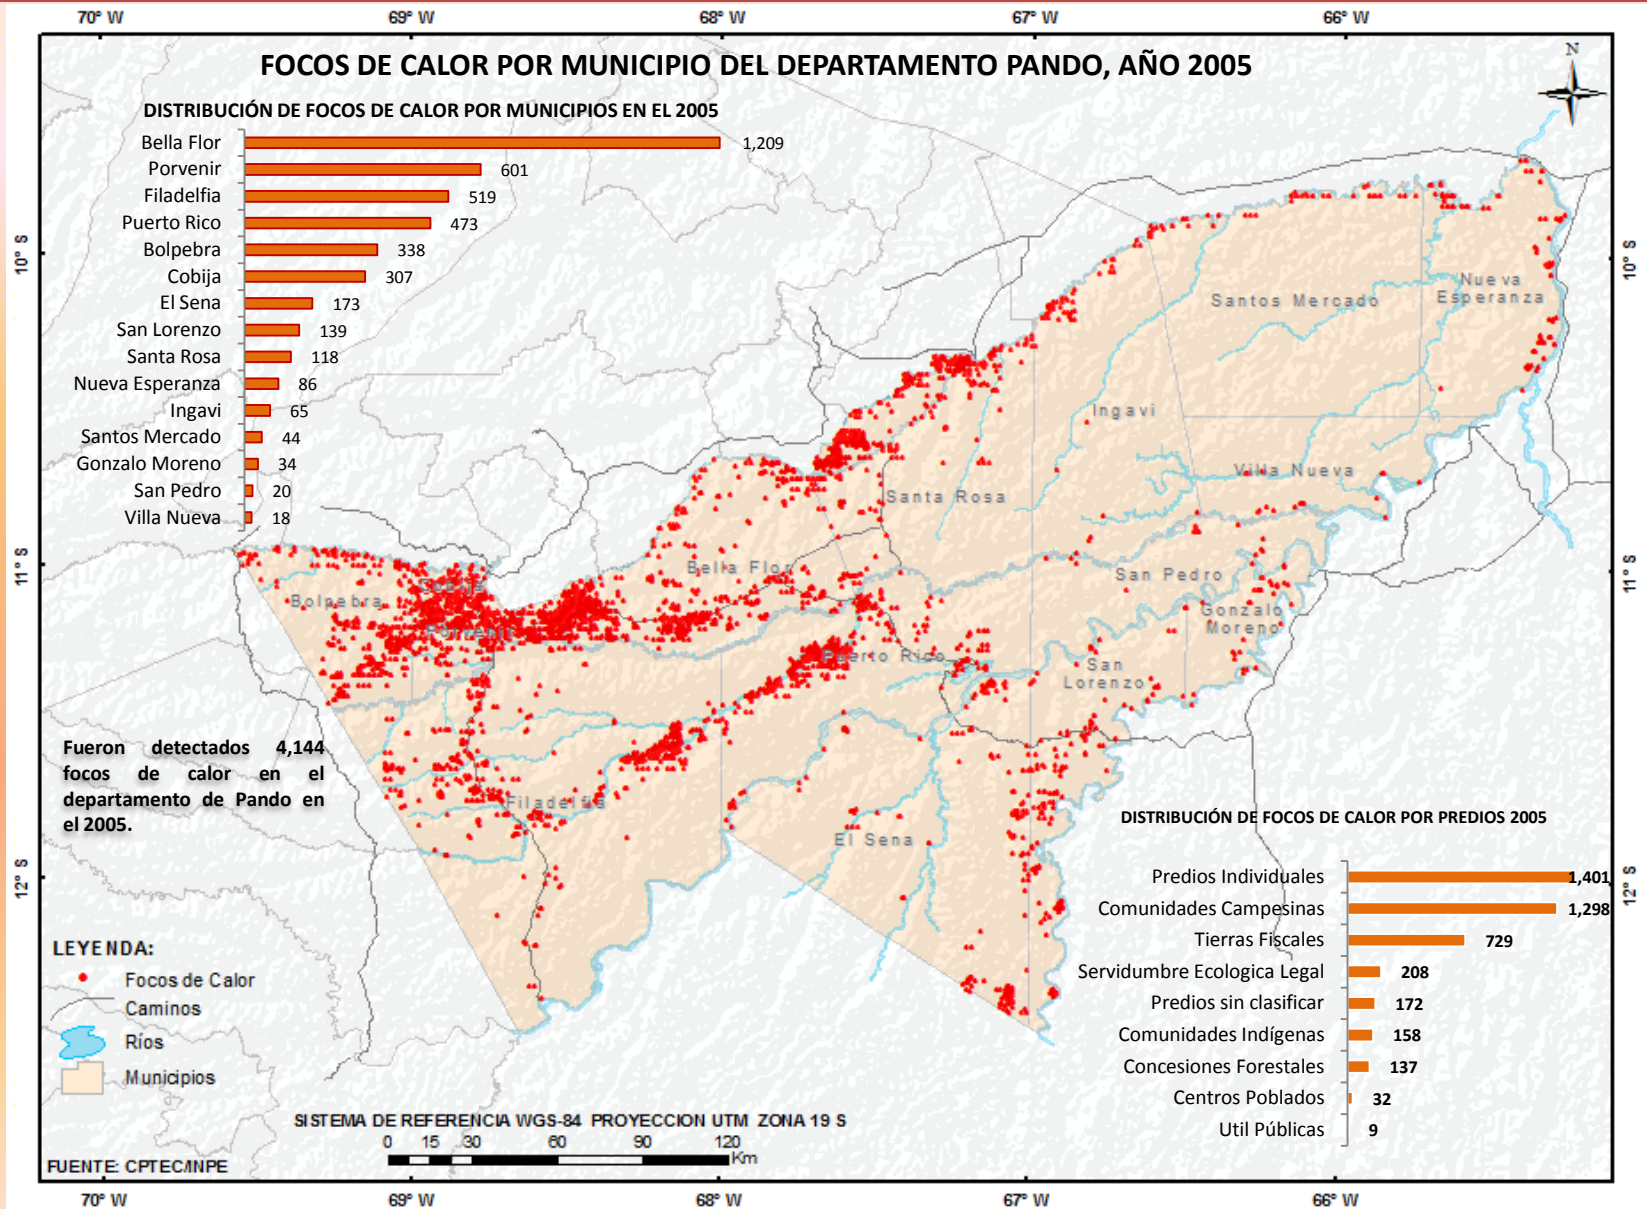 70° W 69° W 68° W 67° W 66° W
FOCOS DE CALOR POR MUNICIPIO DEL DEPARTAMENTO PANDO, AÑO 2005
N
DISTRIBUCIÓN DE FOCOS DE CALOR POR MUNICIPIOS EN EL 2005
Bella Flor 1,209
Porvenir 601
Filadelfia 519
Puerto Rico 473
Bolpebra 338
Cobija 307
El Sena 173
San Lorenzo 139
Santa Rosa 118
Nueva Esperanza 86
Ingavi 65
Santos Mercado 44
Gonzalo Moreno 34
San Pedro 20
Villa Nueva 18
10° S
10° S
Nueva
Esperanza
Santos Mercado
Ingavi
Villa Nueva
Santa Rosa
11° S
11° S
Bella Flor
San Pedro
Cobija
Bolpebra
Gonzalo
Moreno
Porvenir
Puerto Rico
San
Lorenzo
Filadelfia
El Sena
Fueron detectados 4,144
focos de calor en el
departamento de Pando en
el 2005.
12° S
12° S
DISTRIBUCIÓN DE FOCOS DE CALOR POR PREDIOS 2005
Predios Individuales 1,401
Comunidades Campesinas 1,298
Tierras Fiscales 729
Servidumbre Ecologica Legal 208
Predios sin clasificar 172
Comunidades Indígenas 158
Concesiones Forestales 137
Centros Poblados 32
Util Públicas 9
LEYENDA:
Focos de Calor
Caminos
Ríos
Municipios
SISTEMA DE REFERENCIA WGS-84 PROYECCION UTM ZONA 19 S
0 15 30 60 90 120
Km
FUENTE: CPTEC/INPE
70° W 69° W 68° W 67° W 66° W